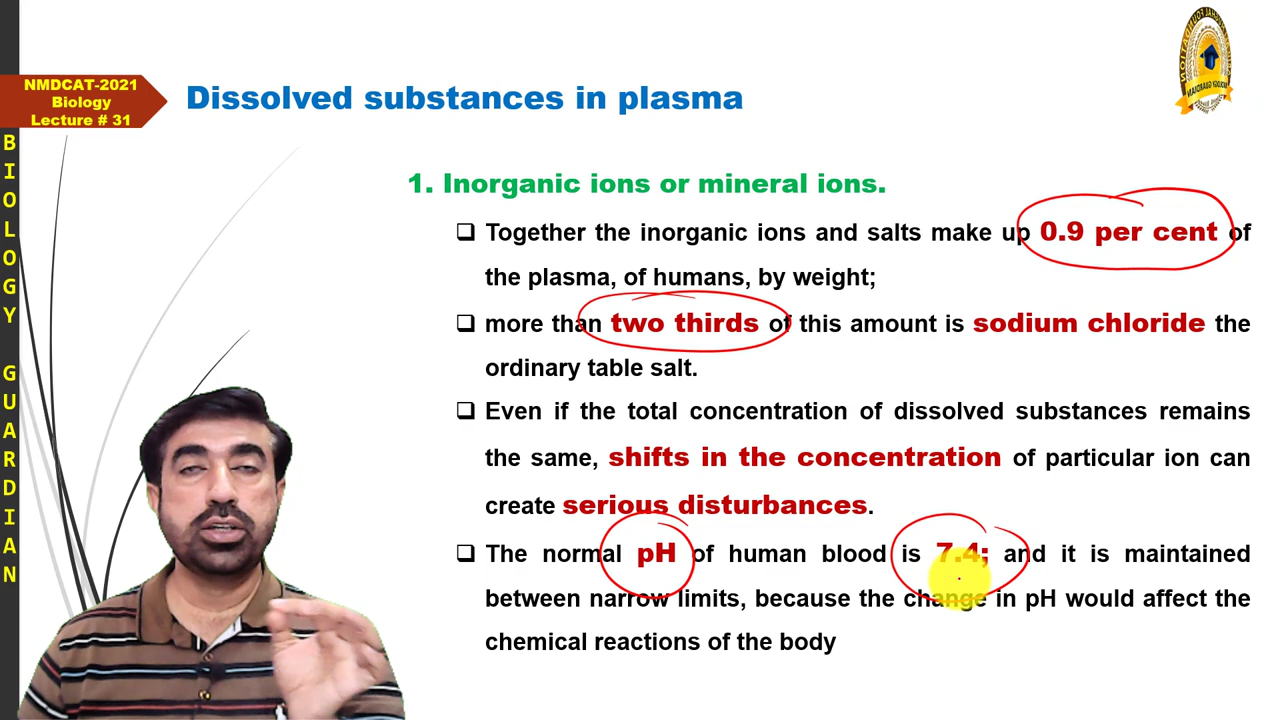 NMDCAT-2021
Biology
Lecture # 31
BIOLOGY GUARDIAN
Dissolved substances in plasma
1. Inorganic ions or mineral ions.
❑ Together the inorganic ions and salts make up 0.9 per cent of
the plasma, of humans, by weight;
❑ more than two thirds of this amount is sodium chloride the
ordinary table salt.
❑ Even if the total concentration of dissolved substances remains
the same, shifts in the concentration of particular ion can
create serious disturbances.
❑ The normal pH of human blood is 7.4; and it is maintained
between narrow limits, because the change in pH would affect the
chemical reactions of the body